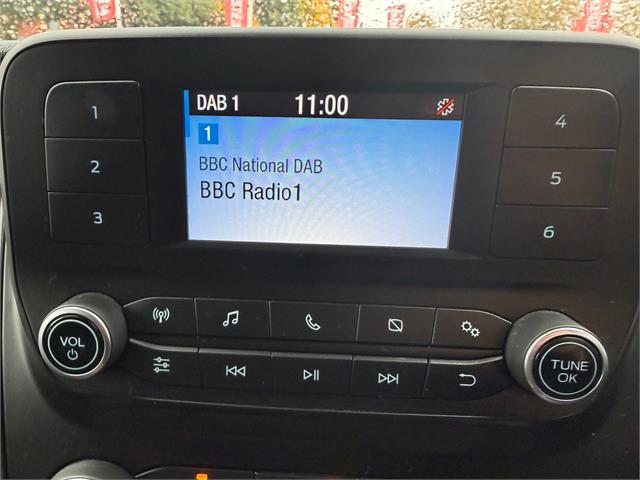 DAB 1 11:00
1
BBC National DAB
BBC Radio1
1
2
3
4
5
6
VOL
TUNE
OK